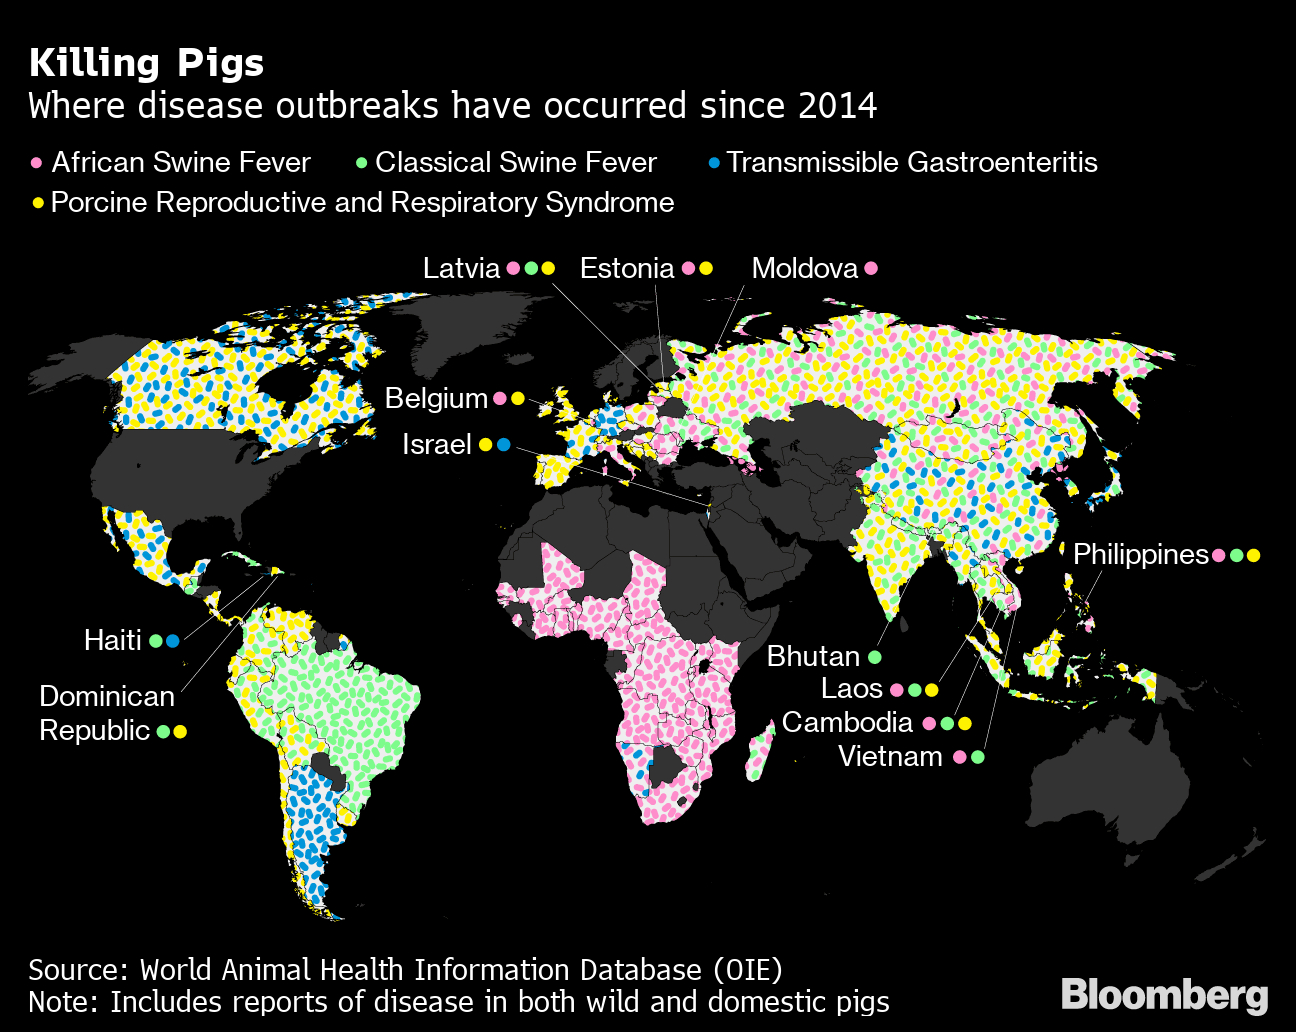 Killing Pigs
Where disease outbreaks have occurred since 2014
African Swine Fever
Classical Swine Fever
Transmissible Gastroenteritis
Porcine Reproductive and Respiratory Syndrome
Latvia
Estonia
Moldova
Belgium
Israel
Philippines
Haiti
Bhutan
Laos
Dominican
Republic
Cambodia
Vietnam
Source: World Animal Health Information Database (OIE)
Note: Includes reports of disease in both wild and domestic pigs
Bloomberg